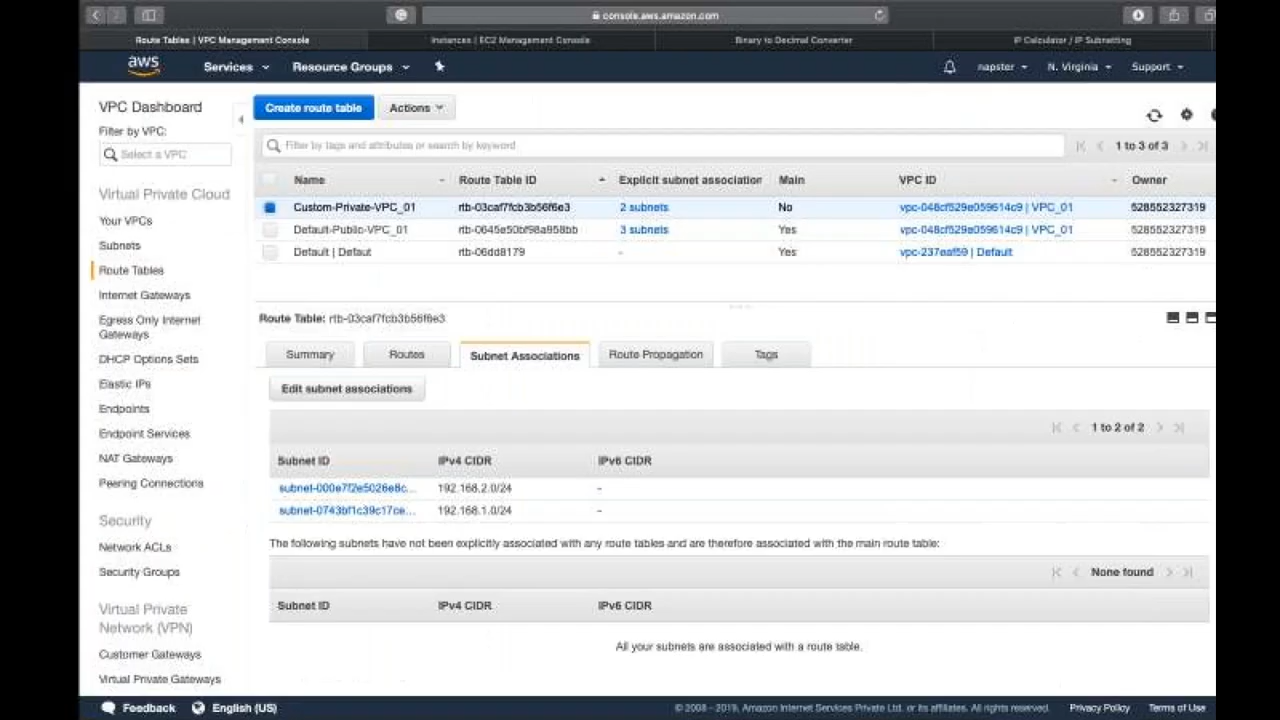 console.aws.amazon.com
Route Tables | VPC Management Console
Instances | EC2 Management Console
Binary to Decimal Converter
IP Calculator / IP Subnetting
aws
Services
Resource Groups
napster
N. Virginia
Support
VPC Dashboard
Filter by VPC:
Select a VPC
Virtual Private Cloud
Your VPCs
Subnets
Route Tables
Internet Gateways
Egress Only Internet
Gateways
DHCP Options Sets
Elastic IPs
Endpoints
Endpoint Services
NAT Gateways
Peering Connections
Security
Network ACLs
Security Groups
Virtual Private
Network (VPN)
Customer Gateways
Virtual Private Gateways
Create route table
Actions
Filter by tags and attributes or search by keyword
1 to 3 of 3
Name Route Table ID Explicit subnet association Main VPC ID Owner
Custom-Private-VPC_01 rtb-03caf7fcb3b56f6e3 2 subnets No vpc-048cf529e059614c9 | VPC_01 528552327319
Default-Public-VPC_01 rtb-0645e50bf98a958bb 3 subnets Yes vpc-048cf529e059614c9 | VPC_01 528552327319
Default | Defaut rtb-06dd8179 - Yes vpc-237eaf59 | Default 528552327319
Route Table: rtb-03caf7fcb3b56f6e3
Summary
Routes
Subnet Associations
Route Propagation
Tags
Edit subnet associations
1 to 2 of 2
Subnet ID IPv4 CIDR IPv6 CIDR
subnet-000e7f2e5026e8c... 192.168.2.0/24 -
subnet-0743bf1c39c17ce... 192.168.1.0/24 -
The following subnets have not been explicitly associated with any route tables and are therefore associated with the main route table:
None found
Subnet ID IPv4 CIDR IPv6 CIDR
All your subnets are associated with a route table.
Feedback
English (US)
© 2008 - 2019, Amazon Internet Services Private Ltd. or its affiliates. All rights reserved.
Privacy Policy
Terms of Use